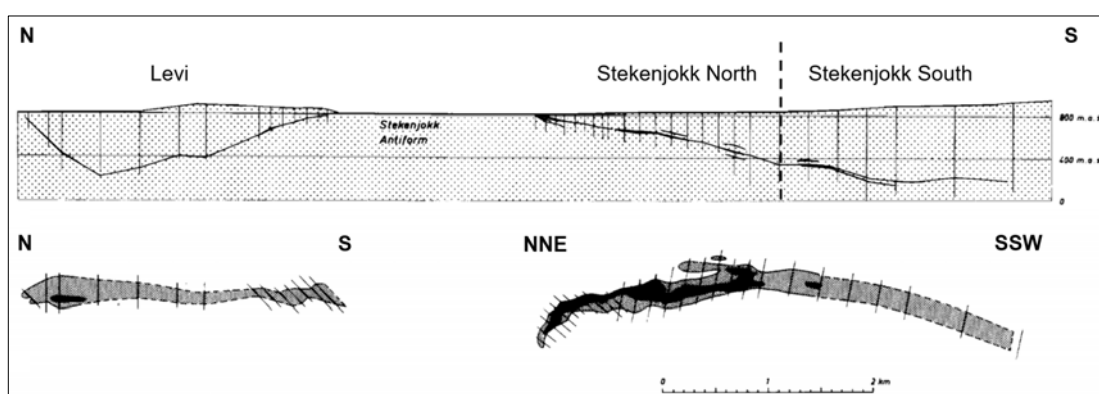 N S
Levi Stekenjokk North Stekenjokk South
Stekenjokk
Antiform
0
N S NNE SSW
0 1 2 km